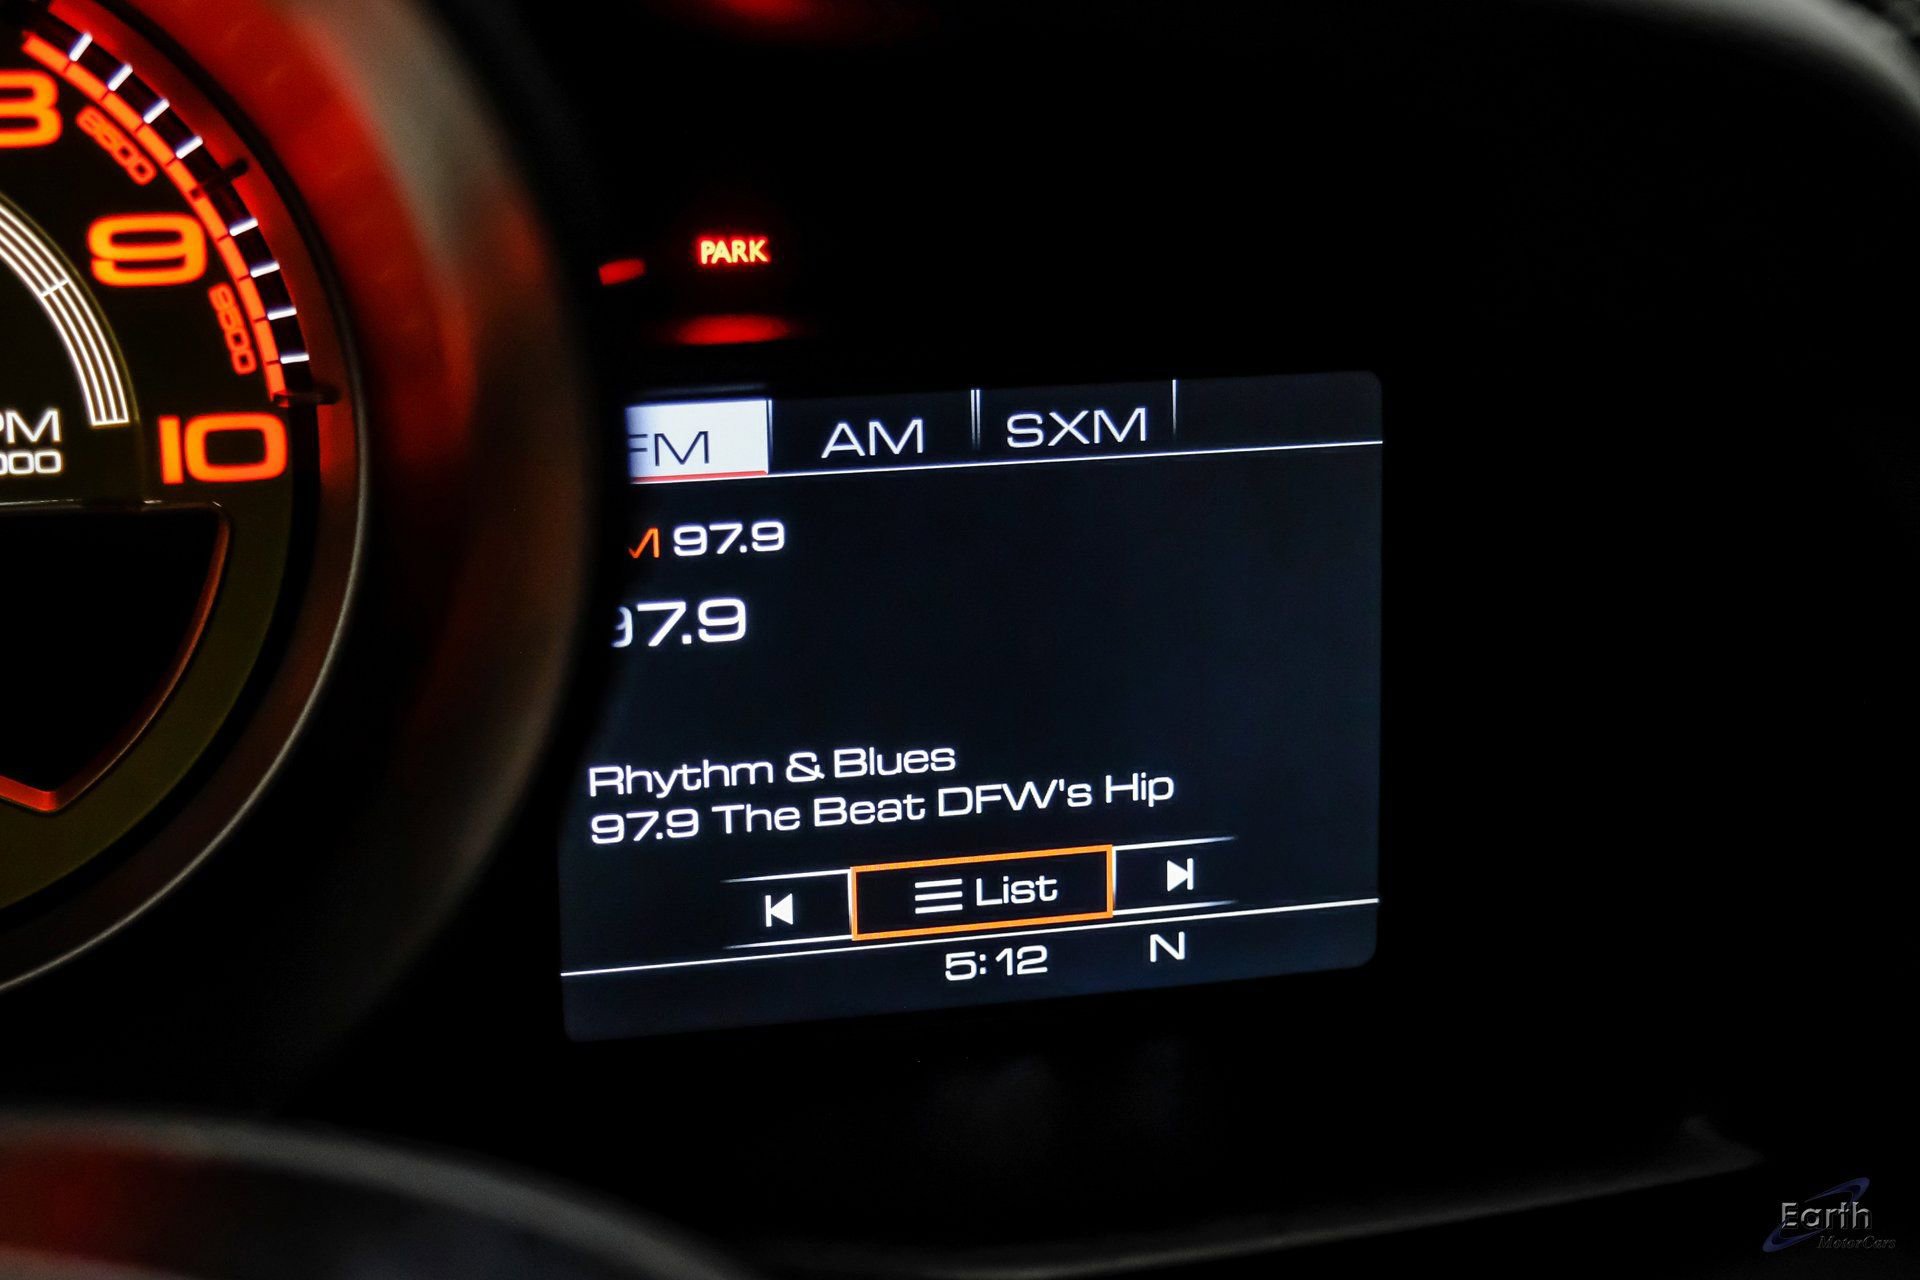 8
8500
9
9500
10
PM
000
PARK
FM
AM
SXM
M 97.9
97.9
Rhythm & Blues
97.9 The Beat DFW's Hip
List
5:12
N
Earth
MotorCars